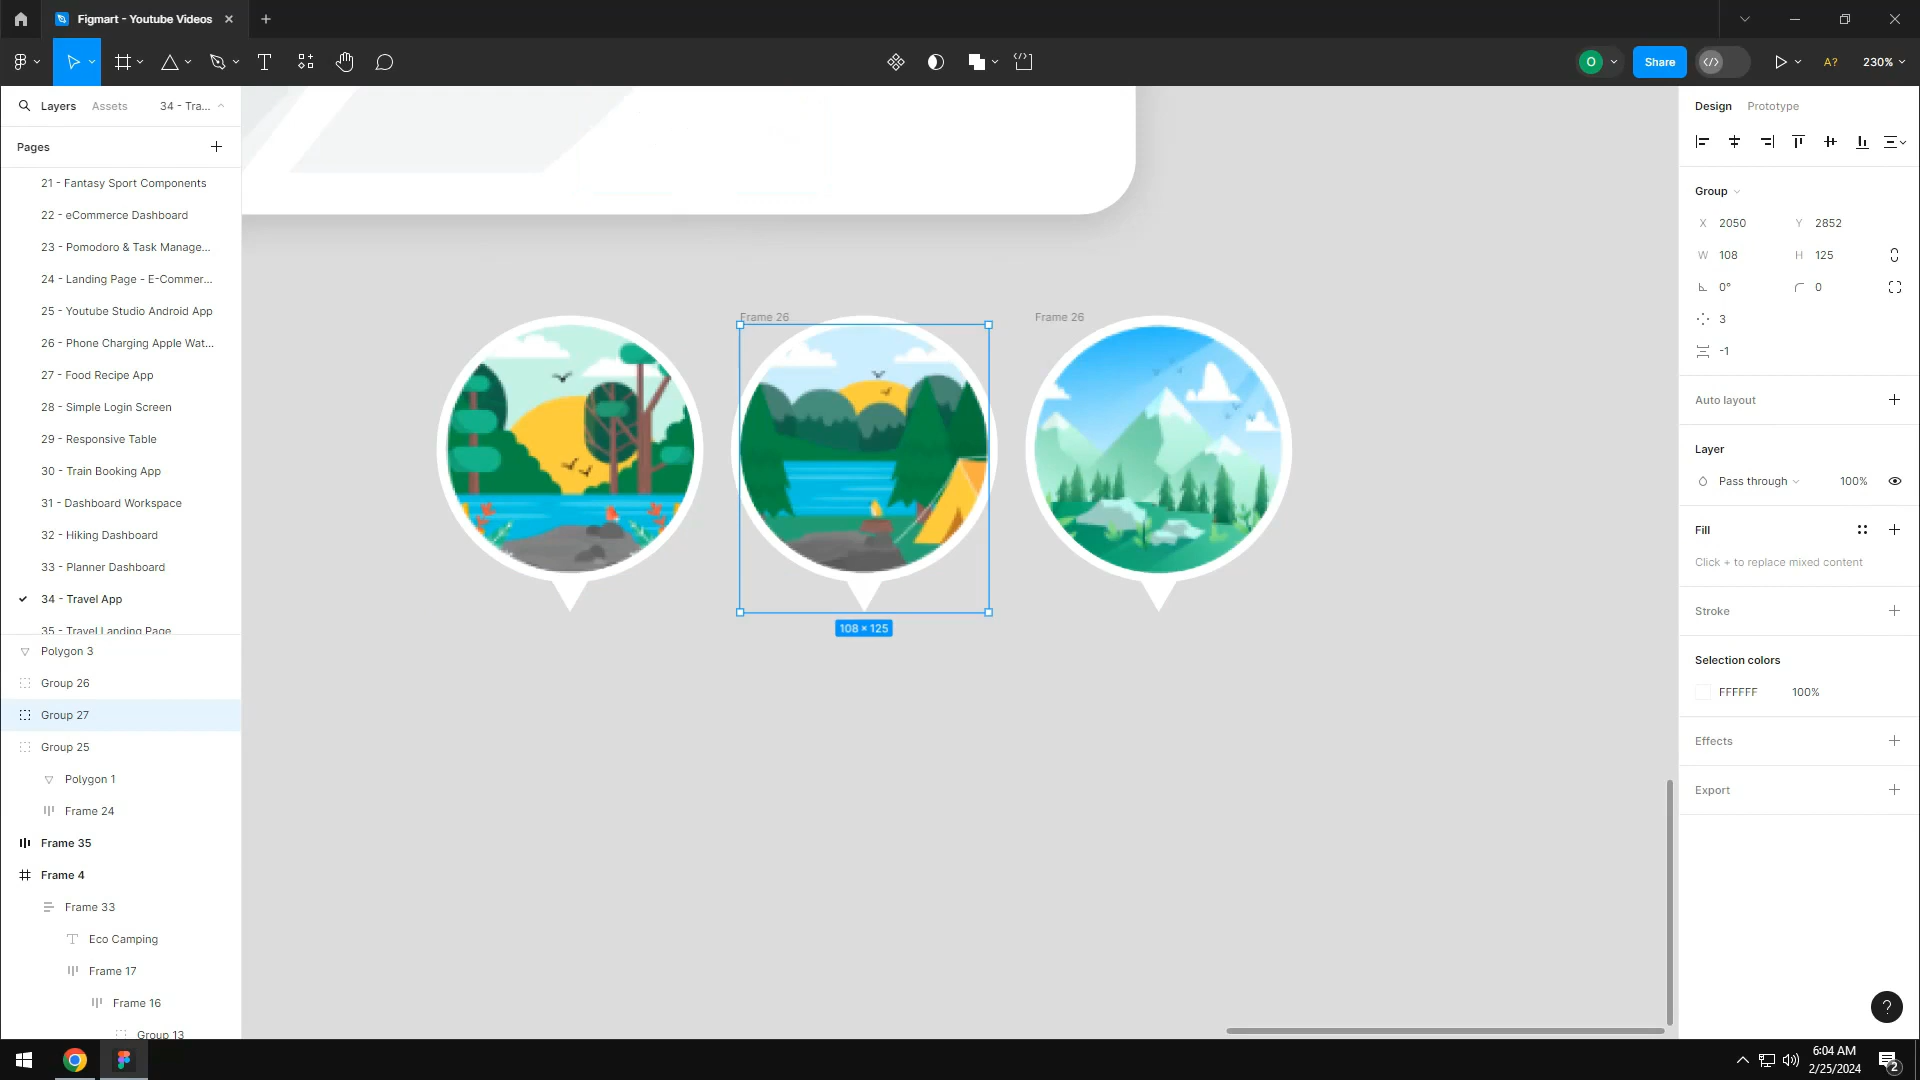 Figmart - Youtube Videos
Share
A?
230%
Layers
Assets
34 - Tra...
Pages
21 - Fantasy Sport Components
22 - eCommerce Dashboard
23 - Pomodoro & Task Manage...
24 - Landing Page - E-Commer...
25 - Youtube Studio Android App
26 - Phone Charging Apple Wat...
27 - Food Recipe App
28 - Simple Login Screen
29 - Responsive Table
30 - Train Booking App
31 - Dashboard Workspace
32 - Hiking Dashboard
33 - Planner Dashboard
34 - Travel App
35 - Travel Landing Page
Polygon 3
Group 26
Group 27
Group 25
Polygon 1
Frame 24
Frame 35
Frame 4
Frame 33
Eco Camping
Frame 17
Frame 16
Group 13
Frame 26
Frame 26
108 × 125
Design
Prototype
Group
X 2050
Y 2852
W 108
H 125
0°
0
3
-1
Auto layout
Layer
Pass through
100%
Fill
Click + to replace mixed content
Stroke
Selection colors
FFFFFF
100%
Effects
Export
?
O
6:04 AM
2/25/2024
2